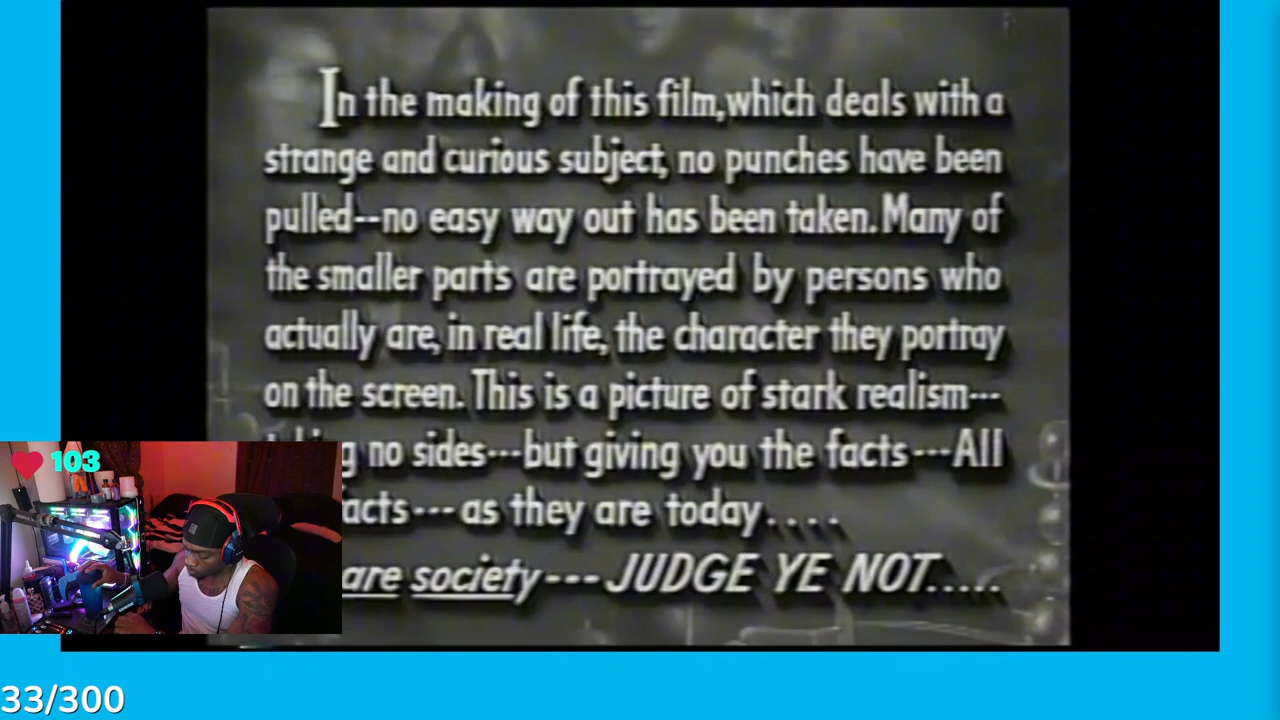 In the making of this film,which deals with a
strange and curious subject, no punches have been
pulled--no easy way out has been taken. Many of
the smaller parts are portrayed by persons who
actually are, in real life, the character they portray
on the screen. This is a picture of stark realism---
no sides---but giving you the facts---All
as they are today....
are society---JUDGE YE NOT.....
103
33/300